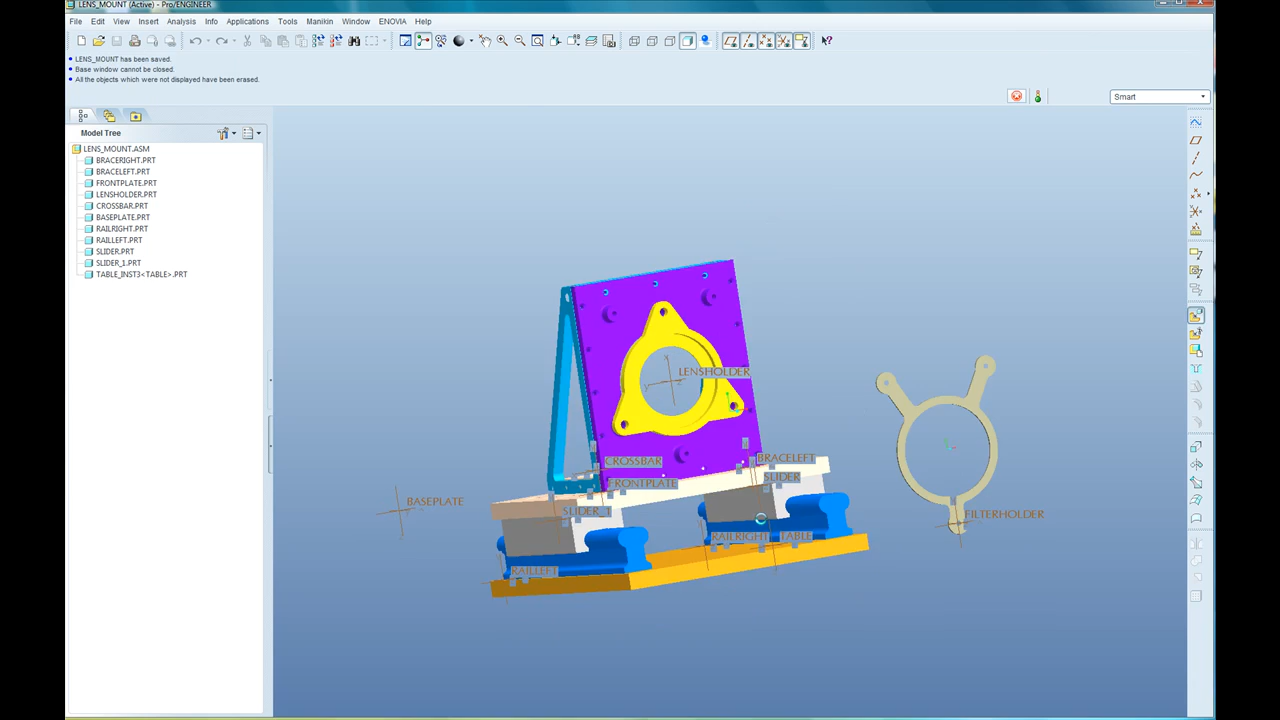 LENS_MOUNT (Active) - Pro/ENGINEER
File Edit View Insert Analysis Info Applications Tools Manikin Window ENOVIA Help
LENS_MOUNT has been saved.
Base window cannot be closed.
All the objects which were not displayed have been erased.
Smart
Model Tree
LENS_MOUNT.ASM
BRACERIGHT.PRT
BRACELEFT.PRT
FRONTPLATE.PRT
LENSHOLDER.PRT
CROSSBAR.PRT
BASEPLATE.PRT
RAILRIGHT.PRT
RAILLEFT.PRT
SLIDER.PRT
SLIDER_1.PRT
TABLE_INST3<TABLE>.PRT
LENSHOLDER
CROSSBAR
BRACELEFT
FRONTPLATE
SLIDER
BASEPLATE
SLIDER_1
FILTERHOLDER
RAILRIGHT
TABLE
RAILLEFT